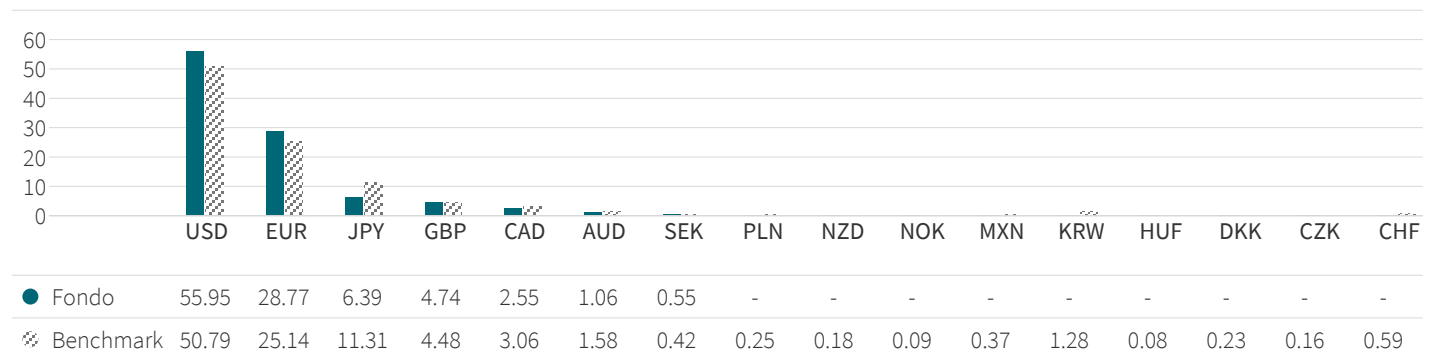 60
50
40
30
20
10
0
USD EUR JPY GBP CAD AUD SEK PLN NZD NOK MXN KRW HUF DKK CZK CHF
Fondo 55.95 28.77 6.39 4.74 2.55 1.06 0.55 - - - - - - - - -
Benchmark 50.79 25.14 11.31 4.48 3.06 1.58 0.42 0.25 0.18 0.09 0.37 1.28 0.08 0.23 0.16 0.59